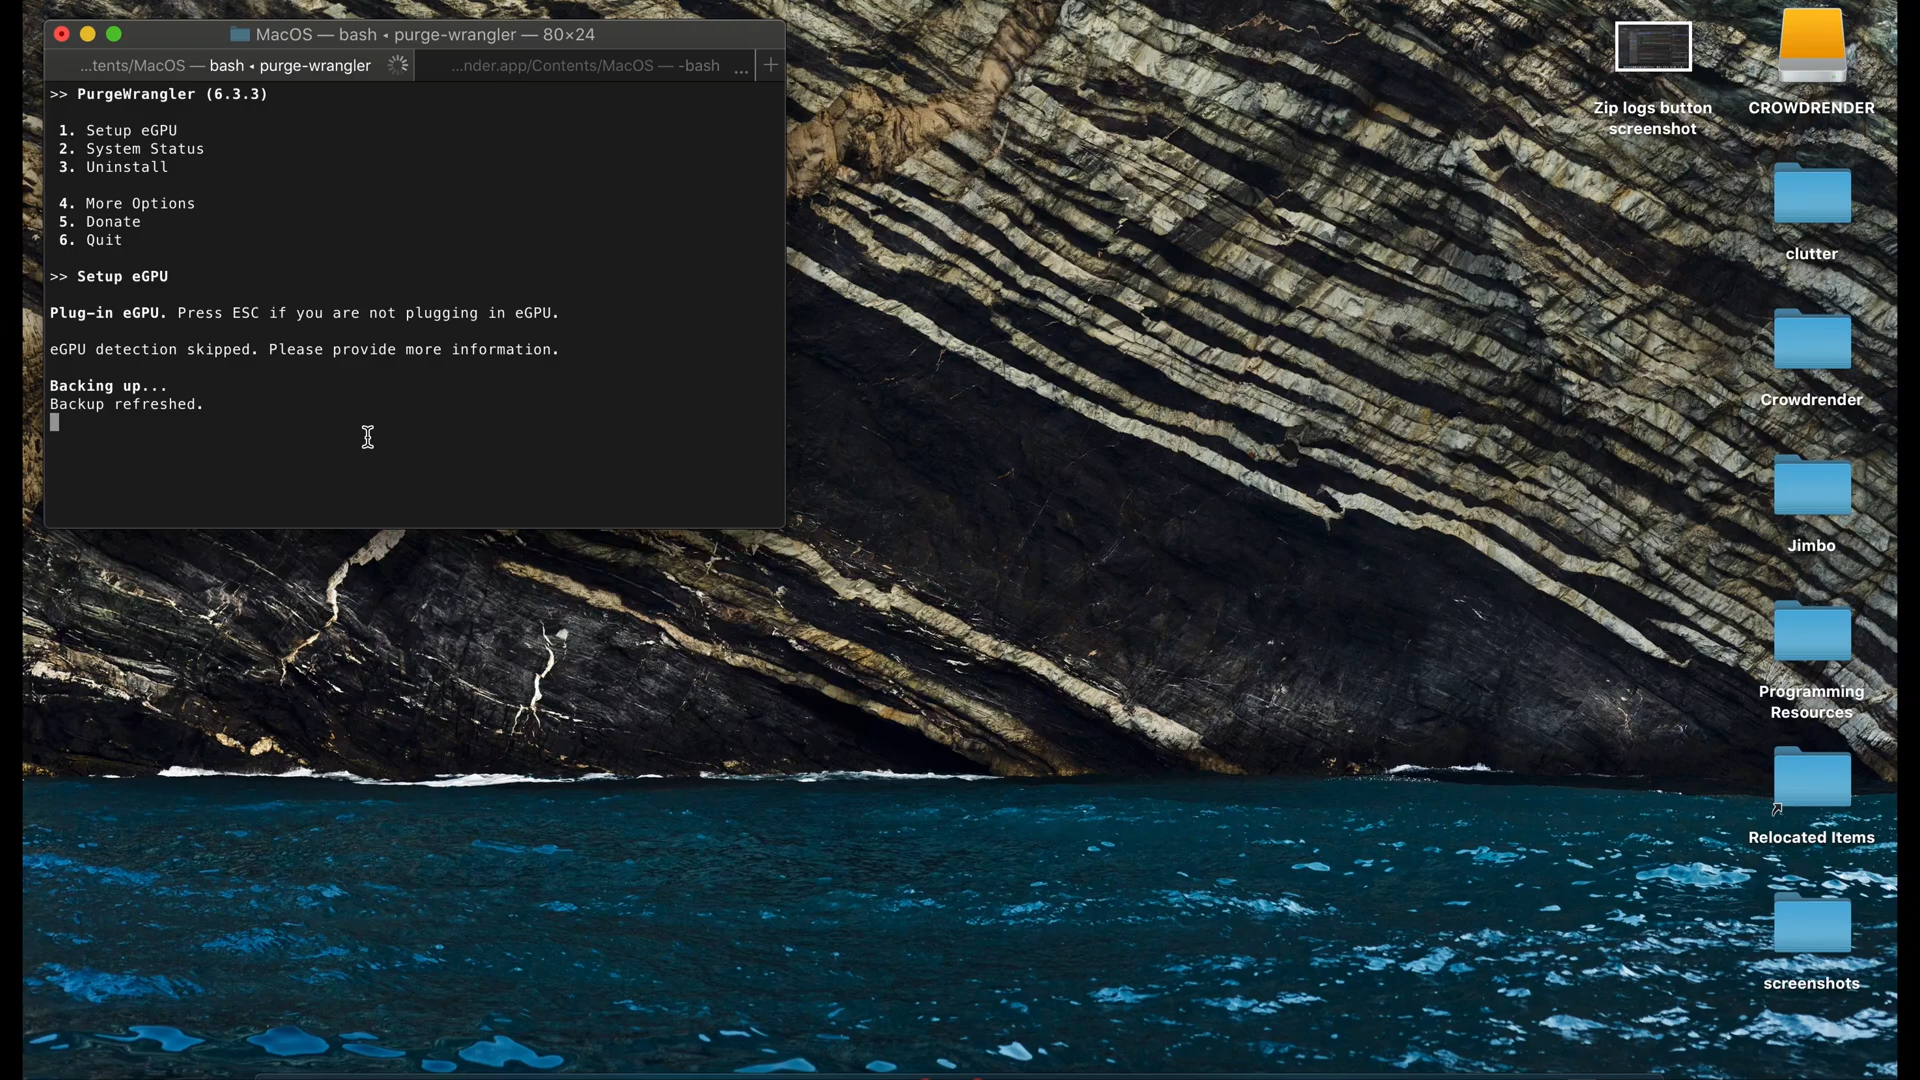 MacOS — bash ◂ purge-wrangler — 80×24
...tents/MacOS — bash ◂ purge-wrangler
...nder.app/Contents/MacOS — -bash
...
>> PurgeWrangler (6.3.3)
1. Setup eGPU
2. System Status
3. Uninstall
4. More Options
5. Donate
6. Quit
>> Setup eGPU
Plug-in eGPU. Press ESC if you are not plugging in eGPU.
eGPU detection skipped. Please provide more information.
Backing up...
Backup refreshed.
Zip logs button
screenshot
CROWDRENDER
clutter
Crowdrender
Jimbo
Programming
Resources
Relocated Items
screenshots